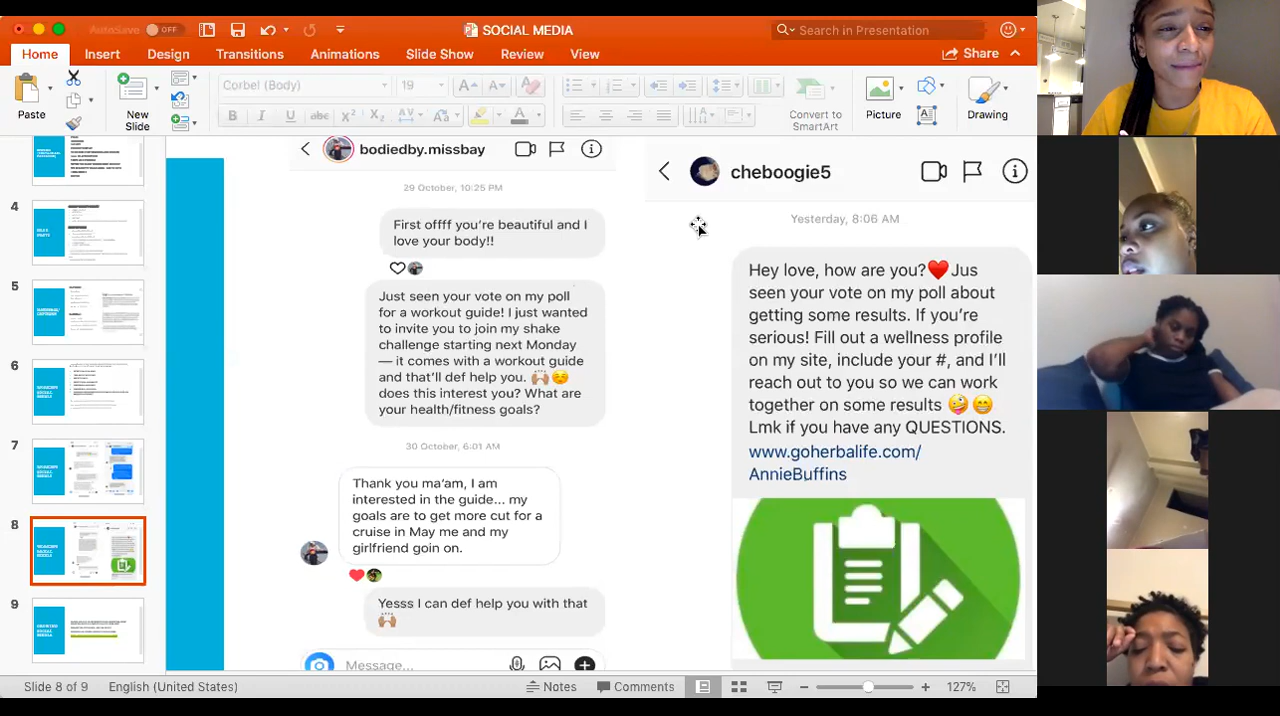 AutoSave OFF
SOCIAL MEDIA
Search in Presentation
Home Insert Design Transitions Animations Slide Show Review View
Share
Paste
New
Slide
Corbel (Body) 19
Convert to
SmartArt
Picture
Drawing
4
5
6
7
8
9
bodiedby.missbay
29 October, 10:25 PM
First offff you're beautiful and I
love your body!!
Just seen your vote on my poll
for a workout guide! I just wanted
to invite you to join my shake
challenge starting next Monday
— it comes with a workout guide
and that'll def help you. 🙌🏽☺️
does this interest you? What are
your health/fitness goals?
30 October, 6:01 AM
Thank you ma'am, I am
interested in the guide... my
goals are to get more cut for a
cruise in May me and my
girlfriend goin on.
Yesss I can def help you with that
🙌🏽
Message...
cheboogie5
Yesterday, 8:06 AM
Hey love, how are you?❤️Jus
seen your vote on my poll about
getting some results. If you're
serious! Fill out a wellness profile
on my site, include your #, and I'll
reach out to you so we can work
together on some results 🤪😁
Lmk if you have any QUESTIONS.
www.goherbalife.com/
AnnieBuffins
Slide 8 of 9 English (United States) Notes Comments 127%